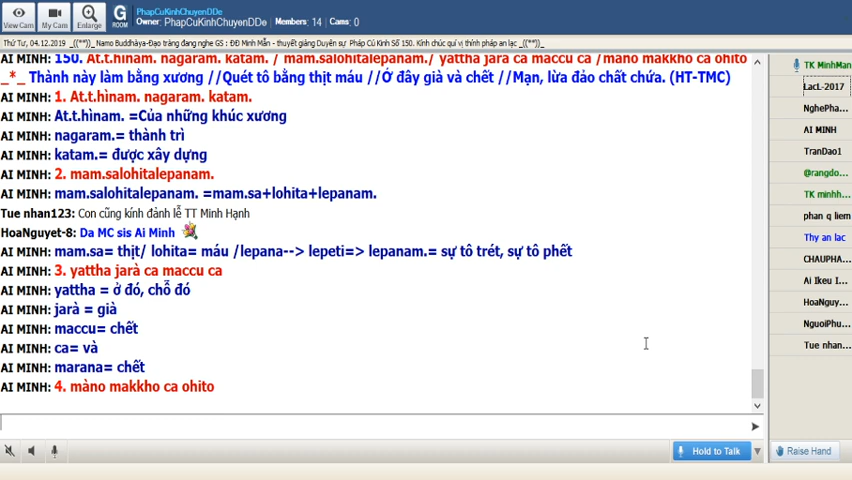 PhapCuKinhChuyenDDe
Owner: PhapCuKinhChuyenDDe Members: 14 Cams: 0
View Cam My Cam Enlarge G ROOM
Thứ Tư, 04.12.2019 _((**))_ Namo Buddhàya-Đạo tràng đang nghe GS : ĐĐ Minh Mẫn - thuyết giảng Duyên sự Pháp Cú Kinh Số 150. Kính chúc quí vị thính pháp an lạc _((**)_
AI MINH: 150. At.t.hìnam. nagaram. katam. / mam.salohitalepanam./ yattha jarà ca maccu ca /màno makkho ca ohito
_*_ Thành này làm bằng xương //Quét tô bằng thịt máu //Ở đây già và chết //Mạn, lừa đảo chất chứa. (HT-TMC)
AI MINH: 1. At.t.hìnam. nagaram. katam.
AI MINH: At.t.hìnam. =Của những khúc xương
AI MINH: nagaram.= thành trì
AI MINH: katam.= được xây dựng
AI MINH: 2. mam.salohitalepanam.
AI MINH: mam.salohitalepanam. =mam.sa+lohita+lepanam.
Tue nhan123: Con cũng kính đảnh lễ TT Minh Hạnh
HoaNguyet-8: Da MC sis Ai Minh
AI MINH: mam.sa= thịt/ lohita= máu /lepana--> lepeti=> lepanam.= sự tô trét, sự tô phết
AI MINH: 3. yattha jarà ca maccu ca
AI MINH: yattha = ở đó, chỗ đó
AI MINH: jarà = già
AI MINH: maccu= chết
AI MINH: ca= và
AI MINH: marana= chết
AI MINH: 4. màno makkho ca ohito
TK MinhMan
LacL-2017
NghePha...
AI MINH
TranDao1
@rangdo...
TK minhh...
phan q liem
Thy an lac
CHAUPHA...
Ai Ikeu I...
HoaNguy...
NguoiPhu...
Tue nhan...
Hold to Talk
Raise Hand